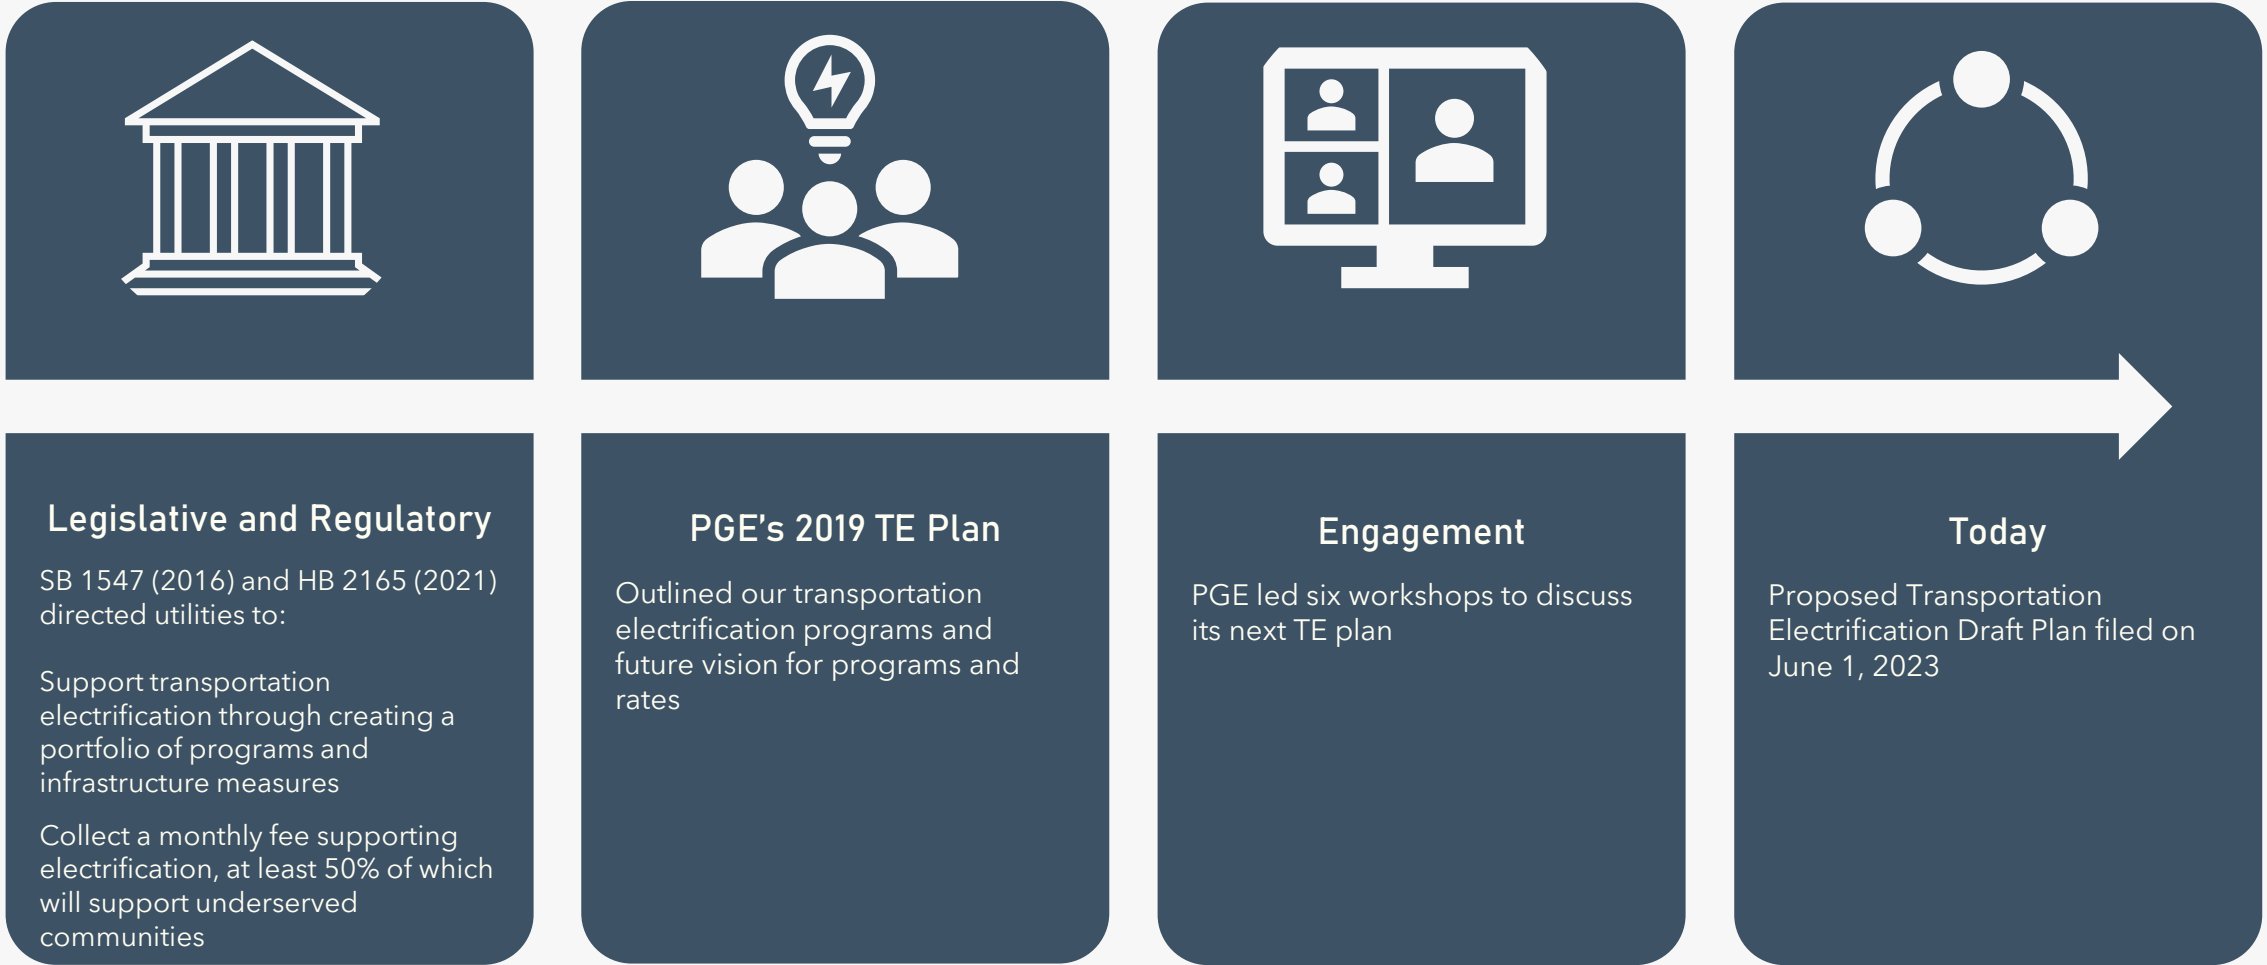 Legislative and Regulatory
SB 1547 (2016) and HB 2165 (2021)
directed utilities to:
Support transportation
electrification through creating a
portfolio of programs and
infrastructure measures
Collect a monthly fee supporting
electrification, at least 50% of which
will support underserved
communities
PGE’s 2019 TE Plan
Outlined our transportation
electrification programs and
future vision for programs and
rates
Engagement
PGE led six workshops to discuss
its next TE plan
Today
Proposed Transportation
Electrification Draft Plan filed on
June 1, 2023